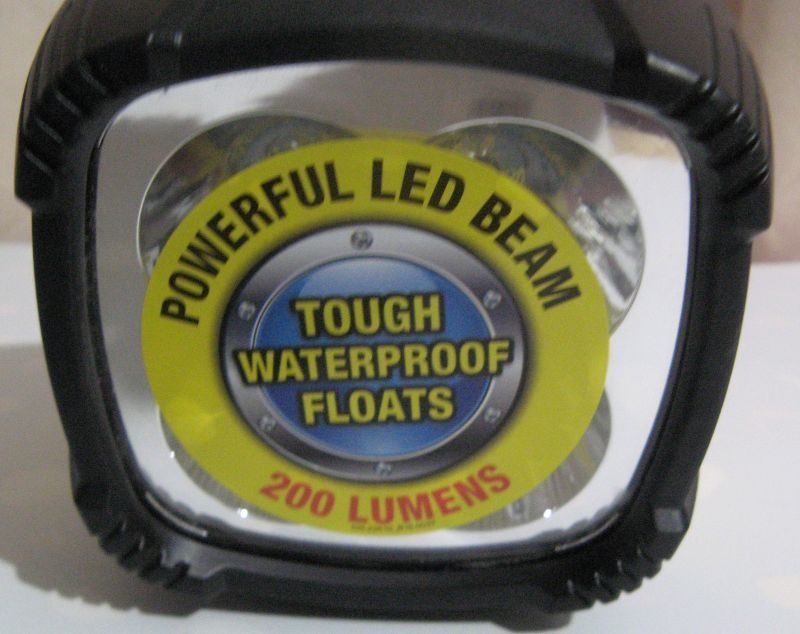 POWERFUL LED BEAM
TOUGH
WATERPROOF
FLOATS
200 LUMENS